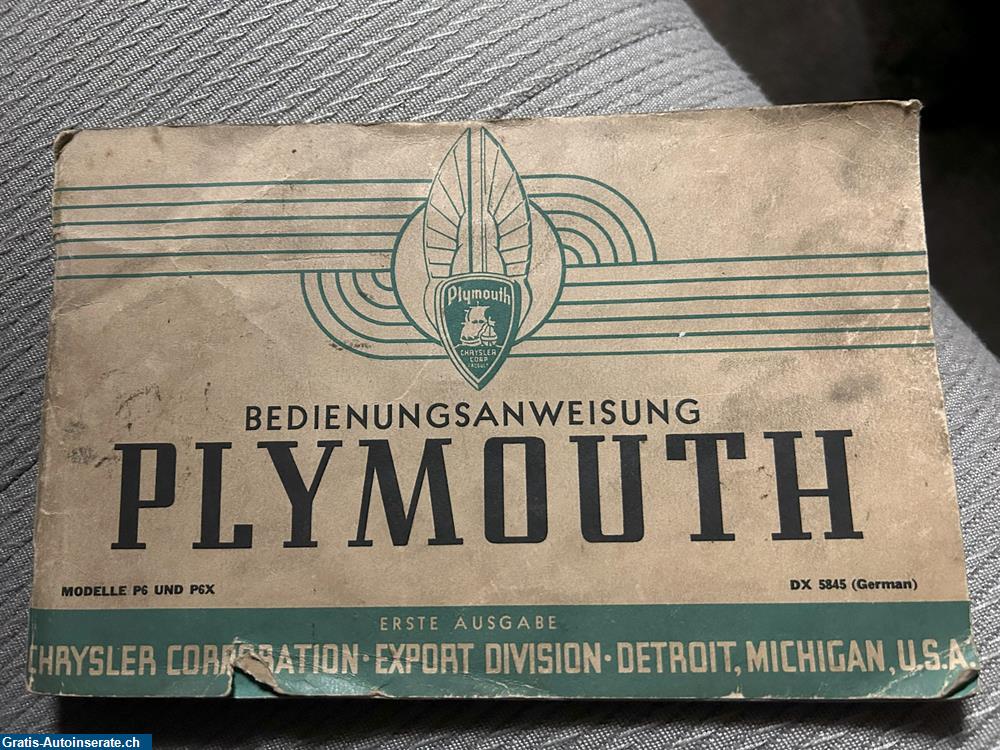 Plymouth
CHRYSLER
CORP
BEDIENUNGSANWEISUNG
PLYMOUTH
MODELLE P6 UND P6X
DX 5845 (German)
ERSTE AUSGABE
CHRYSLER CORPORATION·EXPORT DIVISION·DETROIT, MICHIGAN, U.S.A.
Gratis-Autoinserate.ch